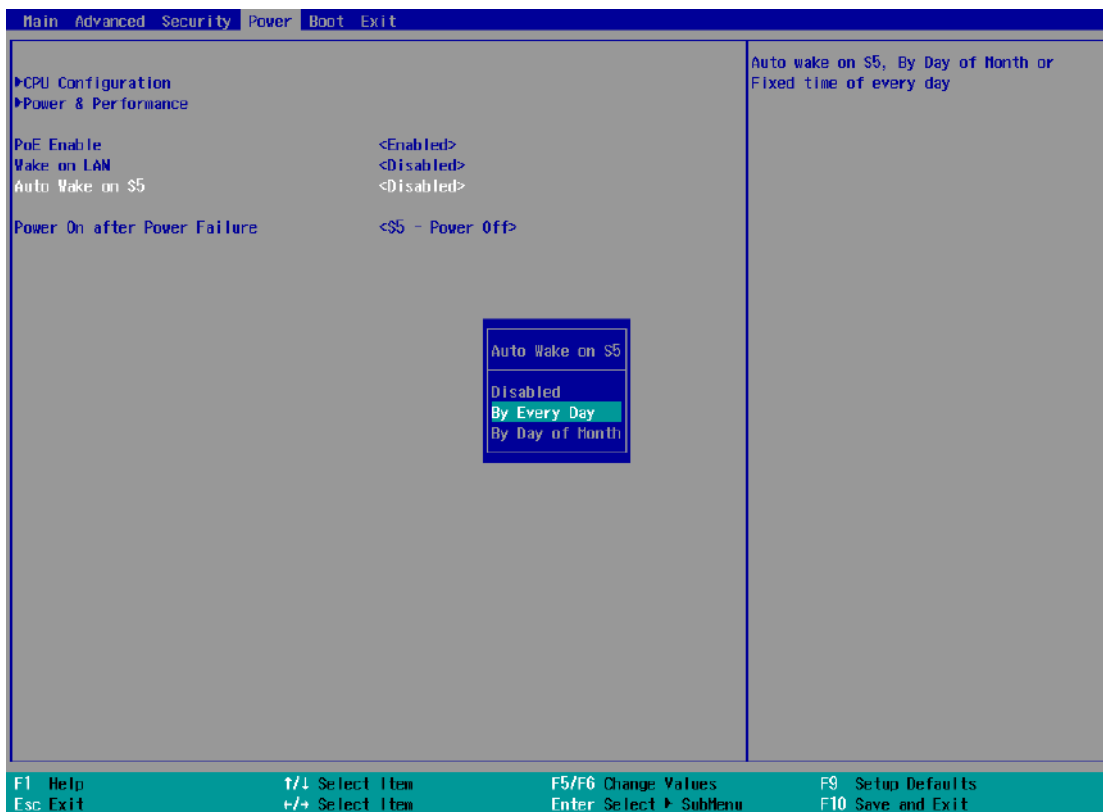 Main Advanced Security Power Boot Exit
▶CPU Configuration
▶Power & Performance
PoE Enable <Enabled>
Wake on LAN <Disabled>
Auto Wake on S5 <Disabled>
Power On after Power Failure <S5 - Power Off>
Auto wake on S5, By Day of Month or
Fixed time of every day
Auto Wake on S5
Disabled
By Every Day
By Day of Month
F1 Help ↑/↓ Select Item F5/F6 Change Values F9 Setup Defaults
Esc Exit ←/→ Select Item Enter Select ▶ SubMenu F10 Save and Exit